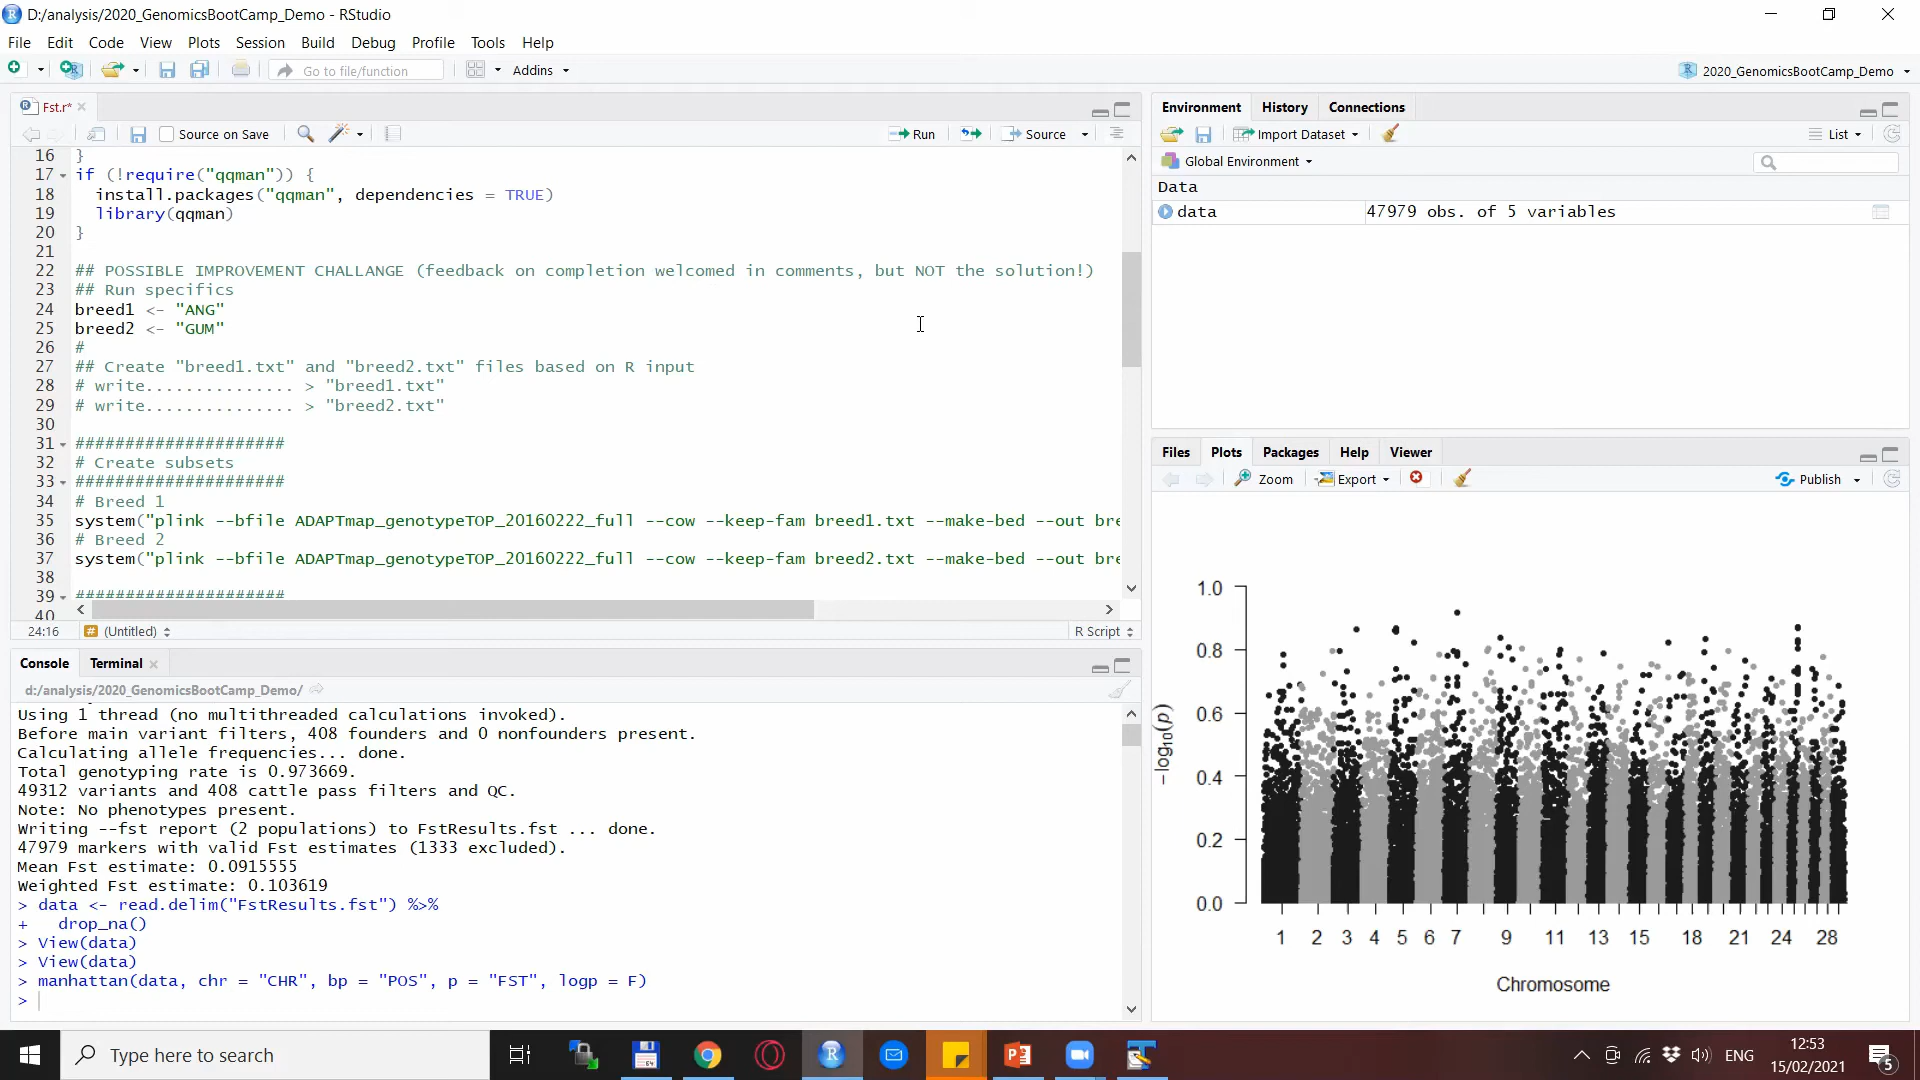 D:/analysis/2020_GenomicsBootCamp_Demo - RStudio
File Edit Code View Plots Session Build Debug Profile Tools Help
Go to file/function
Addins
2020_GenomicsBootCamp_Demo
Fst.r*
Source on Save
Run
Source
16 }
17 if (!require("qqman")) {
18 install.packages("qqman", dependencies = TRUE)
19 library(qqman)
20 }
21
22 ## POSSIBLE IMPROVEMENT CHALLANGE (feedback on completion welcomed in comments, but NOT the solution!)
23 ## Run specifics
24 breed1 <- "ANG"
25 breed2 <- "GUM"
26 #
27 ## Create "breed1.txt" and "breed2.txt" files based on R input
28 # write............... > "breed1.txt"
29 # write............... > "breed2.txt"
30
31 #####################
32 # Create subsets
33 #####################
34 # Breed 1
35 system("plink --bfile ADAPTmap_genotypeTOP_20160222_full --cow --keep-fam breed1.txt --make-bed --out bre
36 # Breed 2
37 system("plink --bfile ADAPTmap_genotypeTOP_20160222_full --cow --keep-fam breed2.txt --make-bed --out bre
38
39 #####################
40
24:16 # (Untitled) R Script
Console Terminal
d:/analysis/2020_GenomicsBootCamp_Demo/
Using 1 thread (no multithreaded calculations invoked).
Before main variant filters, 408 founders and 0 nonfounders present.
Calculating allele frequencies... done.
Total genotyping rate is 0.973669.
49312 variants and 408 cattle pass filters and QC.
Note: No phenotypes present.
Writing --fst report (2 populations) to FstResults.fst ... done.
47979 markers with valid Fst estimates (1333 excluded).
Mean Fst estimate: 0.0915555
Weighted Fst estimate: 0.103619
> data <- read.delim("FstResults.fst") %>%
+ drop_na()
> View(data)
> View(data)
> manhattan(data, chr = "CHR", bp = "POS", p = "FST", logp = F)
>
Environment History Connections
Import Dataset
List
Global Environment
Data
data 47979 obs. of 5 variables
Files Plots Packages Help Viewer
Zoom Export Publish
1.0
0.8
0.6
0.4
0.2
0.0
−log10(p)
1 2 3 4 5 6 7 9 11 13 15 18 21 24 28
Chromosome
Type here to search
64
ENG
12:53
15/02/2021
5